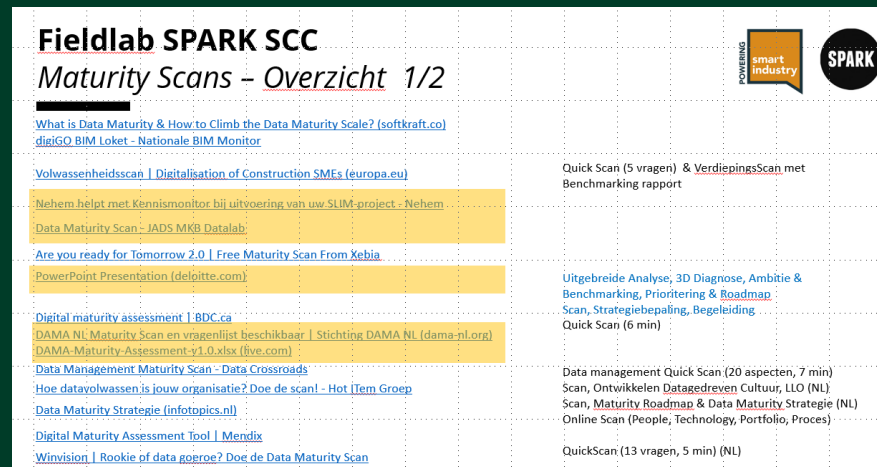 Fieldlab SPARK SCC
Maturity Scans – Overzicht 1/2
POWERING
smart
industry
SPARK
What is Data Maturity & How to Climb the Data Maturity Scale? (softkraft.co)
digiGO BIM Loket - Nationale BIM Monitor
Volwassenheidsscan | Digitalisation of Construction SMEs (europa.eu)
Quick Scan (5 vragen) & VerdiepingsScan met
Benchmarking rapport
Nehem helpt met Kennismonitor bij uitvoering van uw SLIM-project - Nehem
Data Maturity Scan - JADS MKB Datalab
Are you ready for Tomorrow 2.0 | Free Maturity Scan From Xebia
PowerPoint Presentation (deloitte.com)
Uitgebreide Analyse, 3D Diagnose, Ambitie &
Benchmarking, Prioritering & Roadmap
Scan, Strategiebepaling, Begeleiding
Digital maturity assessment | BDC.ca
Quick Scan (6 min)
DAMA NL Maturity Scan en vragenlijst beschikbaar | Stichting DAMA NL (dama-nl.org)
DAMA-Maturity-Assessment-v1.0.xlsx (live.com)
Data Management Maturity Scan - Data Crossroads
Data management Quick Scan (20 aspecten, 7 min)
Hoe datavolwassen is jouw organisatie? Doe de scan! - Hot ITem Groep
Scan, Ontwikkelen Datagedreven Cultuur, LLO (NL)
Data Maturity Strategie (infotopics.nl)
Scan, Maturity Roadmap & Data Maturity Strategie (NL)
Online Scan (People, Technology, Portfolio, Proces)
Digital Maturity Assessment Tool | Mendix
Winvision | Rookie of data goeroe? Doe de Data Maturity Scan
QuickScan (13 vragen, 5 min) (NL)